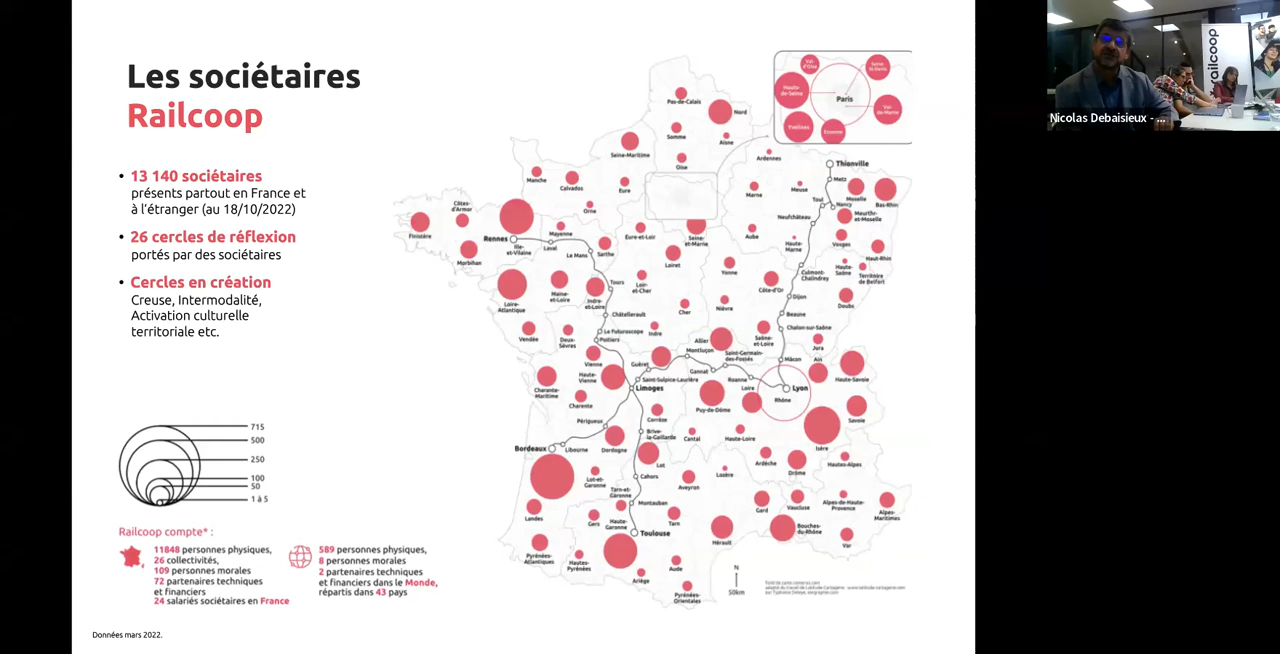 Les sociétaires
Railcoop
• 13 140 sociétaires
présents partout en France et
à l'étranger (au 18/10/2022)
• 26 cercles de réflexion
portés par des sociétaires
• Cercles en création
Creuse, Intermodalité,
Activation culturelle
territoriale etc.
715
500
250
100
50
1 à 5
Railcoop compte* :
11848 personnes physiques,
26 collectivités,
109 personnes morales
72 partenaires techniques
et financiers
24 salariés sociétaires en France
589 personnes physiques,
8 personnes morales
2 partenaires techniques
et financiers dans le Monde,
répartis dans 43 pays
Données mars 2022.
Val-
d'Oise
Seine-
St-Denis
Hauts-
de-Seine
Paris
Val-
de-Marne
Yvelines
Essonne
Pas-de-Calais
Nord
Somme
Aisne
Seine-Maritime
Oise
Ardennes
Thionville
Manche
Calvados
Eure
Marne
Meuse
Metz
Moselle
Bas-Rhin
Toul
Nancy
Côtes-
d'Armor
Orne
Neufchâteau
Meurthe-
et-Moselle
Finistère
Rennes
Mayenne
Eure-et-Loir
Seine-
et-Marne
Aube
Haute-
Marne
Vosges
Ille-
et-Vilaine
Laval
Le Mans
Sarthe
Haut-Rhin
Morbihan
Loiret
Yonne
Culmont-
Chalindrey
Haute-
Saône
Territoire
de Belfort
Loire-
Atlantique
Maine-
et-Loire
Indre-
et-Loire
Tours
Loir-
et-Cher
Côte-d'Or
Dijon
Doubs
Cher
Nièvre
Châtellerault
Beaune
Vendée
Deux-
Sèvres
Le Futuroscope
Poitiers
Indre
Saône-
et-Loire
Chalon-sur-Saône
Jura
Allier
Montluçon
Saint-Germain-
des-Fossés
Vienne
Guéret
Mâcon
Ain
Haute-
Vienne
Saint-Sulpice-Laurière
Gannat
Roanne
Haute-Savoie
Charente-
Maritime
Limoges
Loire
Lyon
Rhône
Charente
Puy-de-Dôme
Savoie
Périgueux
Corrèze
Bordeaux
Libourne
Dordogne
Brive-
la-Gaillarde
Cantal
Haute-Loire
Isère
Lot
Ardèche
Drôme
Hautes-Alpes
Lot-et-
Garonne
Cahors
Aveyron
Lozère
Tarn-et-
Garonne
Montauban
Landes
Gers
Haute-
Garonne
Tarn
Gard
Vaucluse
Alpes-de-Haute-
Provence
Alpes-
Maritimes
Toulouse
Hérault
Bouches-
du-Rhône
Var
Pyrénées-
Atlantiques
Hautes-
Pyrénées
Ariège
Aude
Pyrénées-
Orientales
N
50km
railcoop
Nicolas Debaisieux - ...